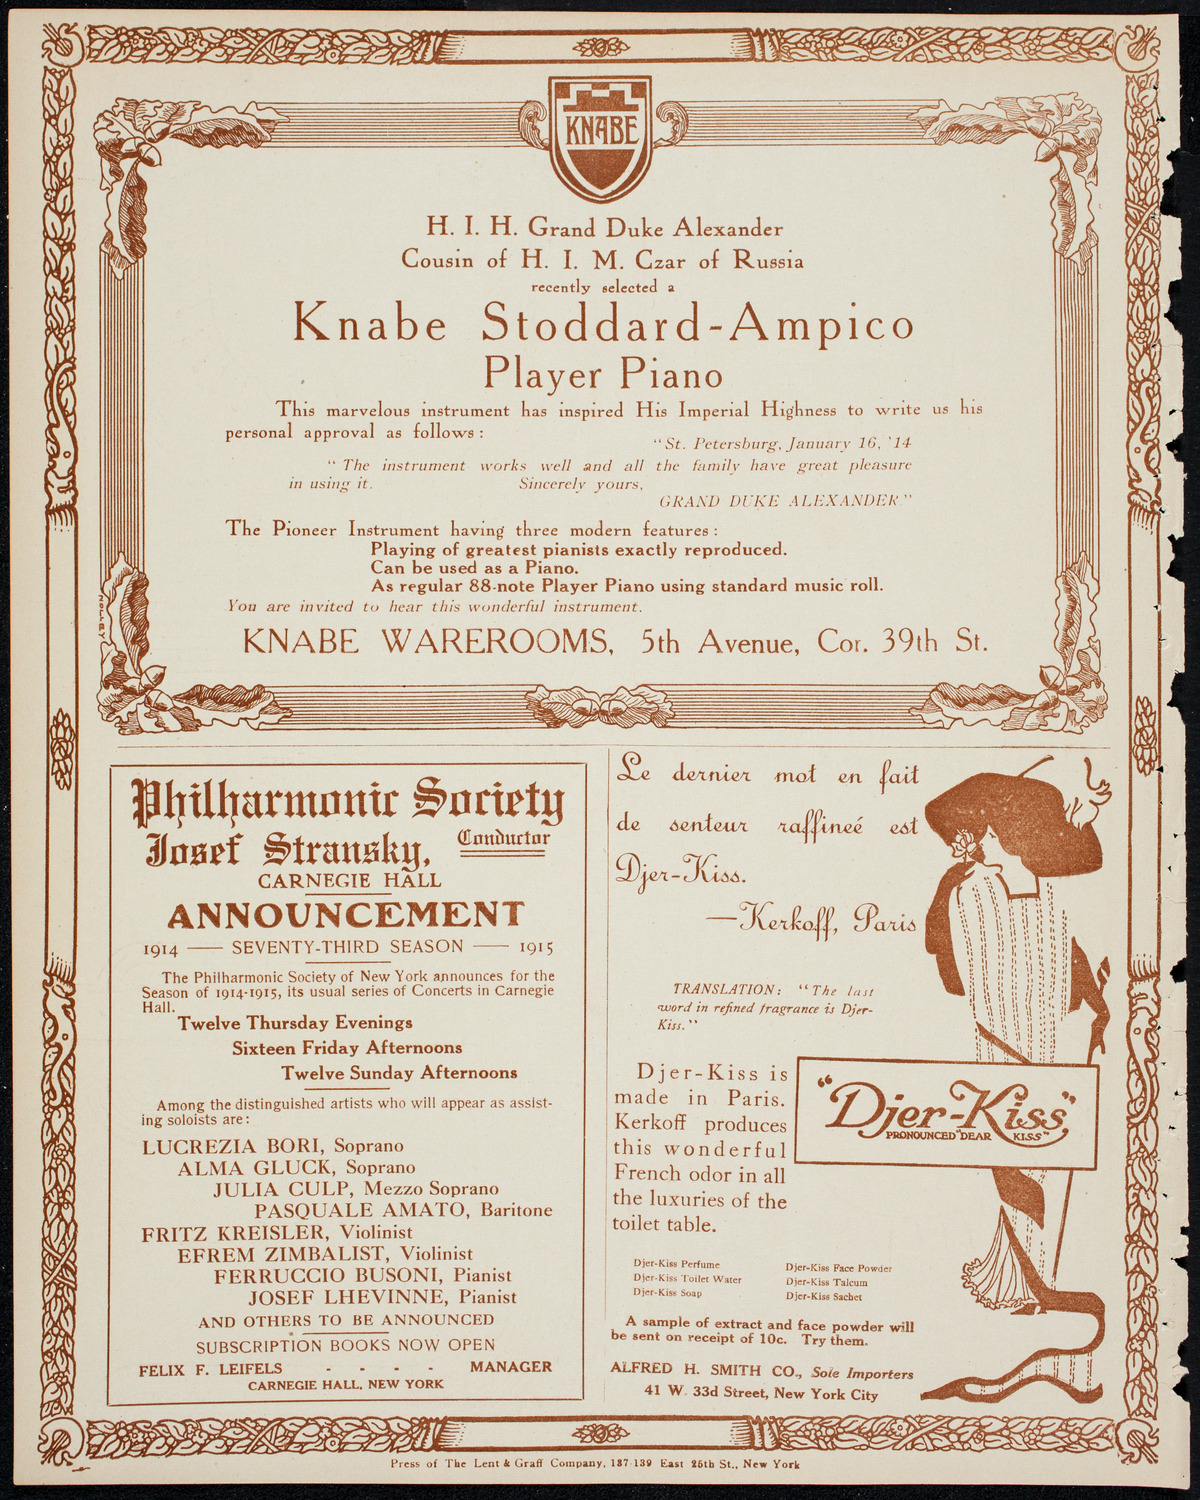 KNABE
H. I. H. Grand Duke Alexander
Cousin of H. I. M. Czar of Russia
recently selected a
Knabe Stoddard-Ampico
Player Piano
This marvelous instrument has inspired His Imperial Highness to write us his
personal approval as follows:
"St. Petersburg, January 16, '14
"The instrument works well and all the family have great pleasure
in using it. Sincerely yours,
GRAND DUKE ALEXANDER"
The Pioneer Instrument having three modern features:
Playing of greatest pianists exactly reproduced.
Can be used as a Piano.
As regular 88-note Player Piano using standard music roll.
You are invited to hear this wonderful instrument.
KNABE WAREROOMS, 5th Avenue, Cor. 39th St.
Philharmonic Society
Josef Stransky, Conductor
CARNEGIE HALL
ANNOUNCEMENT
1914 — SEVENTY-THIRD SEASON — 1915
The Philharmonic Society of New York announces for the
Season of 1914-1915, its usual series of Concerts in Carnegie
Hall.
Twelve Thursday Evenings
Sixteen Friday Afternoons
Twelve Sunday Afternoons
Among the distinguished artists who will appear as assist-
ing soloists are:
LUCREZIA BORI, Soprano
ALMA GLUCK, Soprano
JULIA CULP, Mezzo Soprano
PASQUALE AMATO, Baritone
FRITZ KREISLER, Violinist
EFREM ZIMBALIST, Violinist
FERRUCCIO BUSONI, Pianist
JOSEF LHEVINNE, Pianist
AND OTHERS TO BE ANNOUNCED
SUBSCRIPTION BOOKS NOW OPEN
FELIX F. LEIFELS - - - - MANAGER
CARNEGIE HALL, NEW YORK
Le dernier mot en fait
de senteur raffineé est
Djer-Kiss.
—Kerkoff, Paris
TRANSLATION: "The last
word in refined fragrance is Djer-
Kiss."
Djer-Kiss is
made in Paris.
Kerkoff produces
this wonderful
French odor in all
the luxuries of the
toilet table.
"Djer-Kiss"
PRONOUNCED "DEAR KISS"
Djer-Kiss Perfume
Djer-Kiss Toilet Water
Djer-Kiss Soap
Djer-Kiss Face Powder
Djer-Kiss Talcum
Djer-Kiss Sachet
A sample of extract and face powder will
be sent on receipt of 10c. Try them.
ALFRED H. SMITH CO., Sole Importers
41 W. 33d Street, New York City
Press of The Lent & Graff Company, 137-139 East 25th St., New York